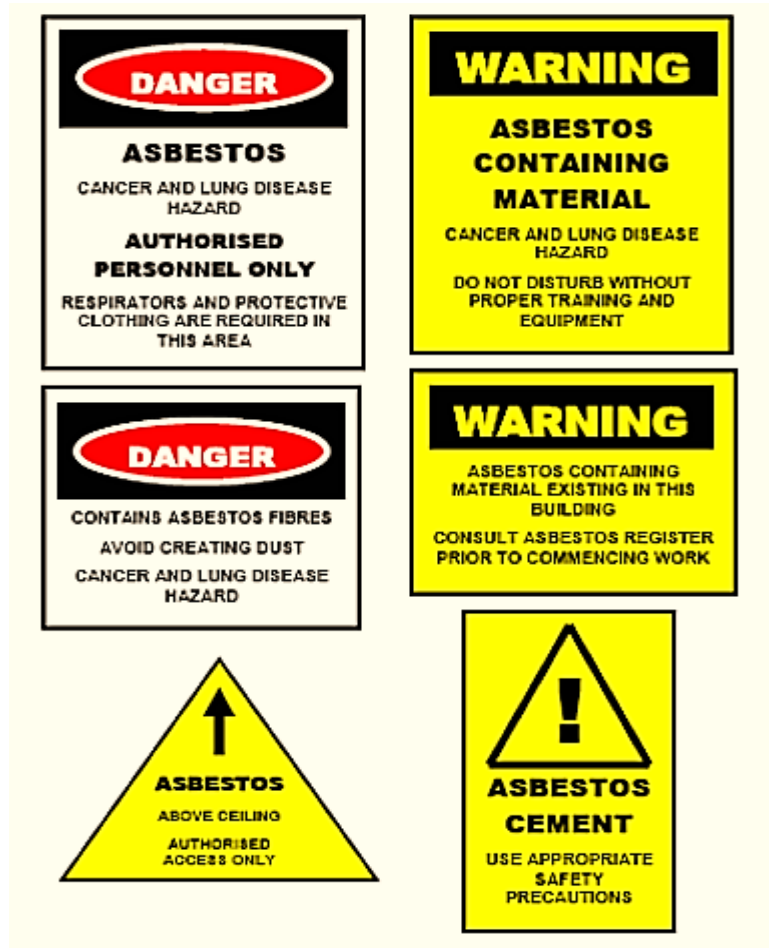 DANGER
ASBESTOS
CANCER AND LUNG DISEASE
HAZARD
AUTHORISED
PERSONNEL ONLY
RESPIRATORS AND PROTECTIVE
CLOTHING ARE REQUIRED IN
THIS AREA
WARNING
ASBESTOS
CONTAINING
MATERIAL
CANCER AND LUNG DISEASE
HAZARD
DO NOT DISTURB WITHOUT
PROPER TRAINING AND
EQUIPMENT
DANGER
CONTAINS ASBESTOS FIBRES
AVOID CREATING DUST
CANCER AND LUNG DISEASE
HAZARD
WARNING
ASBESTOS CONTAINING
MATERIAL EXISTING IN THIS
BUILDING
CONSULT ASBESTOS REGISTER
PRIOR TO COMMENCING WORK
ASBESTOS
ABOVE CEILING
AUTHORISED
ACCESS ONLY
!
ASBESTOS
CEMENT
USE APPROPRIATE
SAFETY
PRECAUTIONS